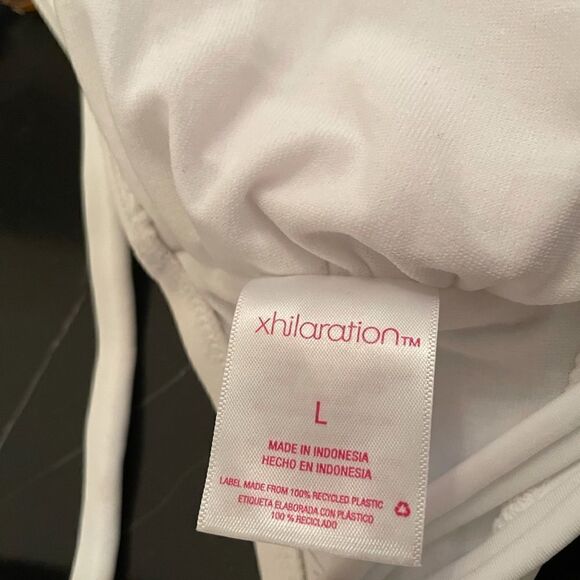 xhilaration™
L
MADE IN INDONESIA
HECHO EN INDONESIA
LABEL MADE FROM 100% RECYCLED PLASTIC
ETIQUETA ELABORADA CON PLÁSTICO
100% RECICLADO